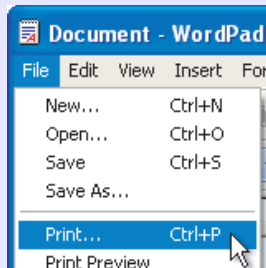 Document - WordPad
File Edit View Insert
New... Ctrl+N
Open... Ctrl+O
Save Ctrl+S
Save As...
Print... Ctrl+P
Print Preview